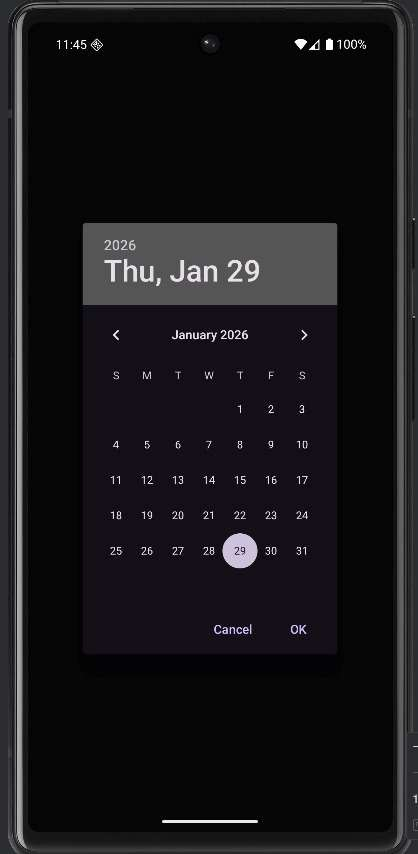 11:45 100%
2026
Thu, Jan 29
January 2026
S M T W T F S
1 2 3
4 5 6 7 8 9 10
11 12 13 14 15 16 17
18 19 20 21 22 23 24
25 26 27 28 29 30 31
Cancel OK